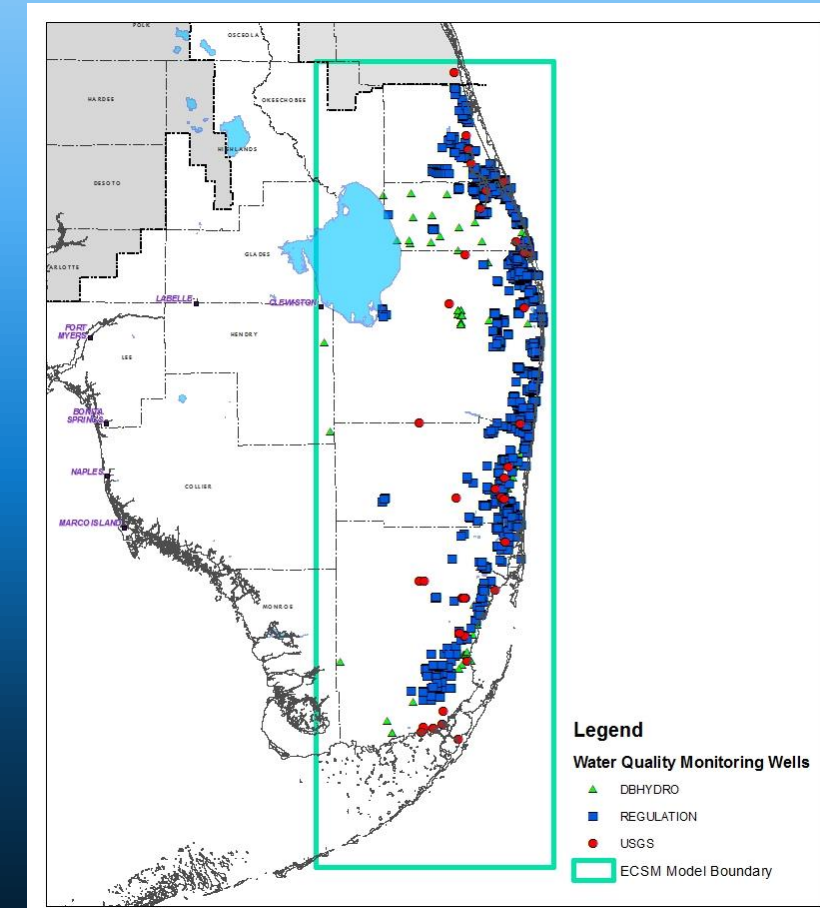 POLK
OSCEOLA
HARDEE
OKEECHOBEE
HIGHLANDS
DESOTO
GLADES
ARLOTTE
LABELLE
CLEWISTON
FORT
MYERS
HENDRY
LEE
BONITA
SPRINGS
NAPLES
COLLIER
MARCO ISLAND
MONROE
Legend
Water Quality Monitoring Wells
DBHYDRO
REGULATION
USGS
ECSM Model Boundary